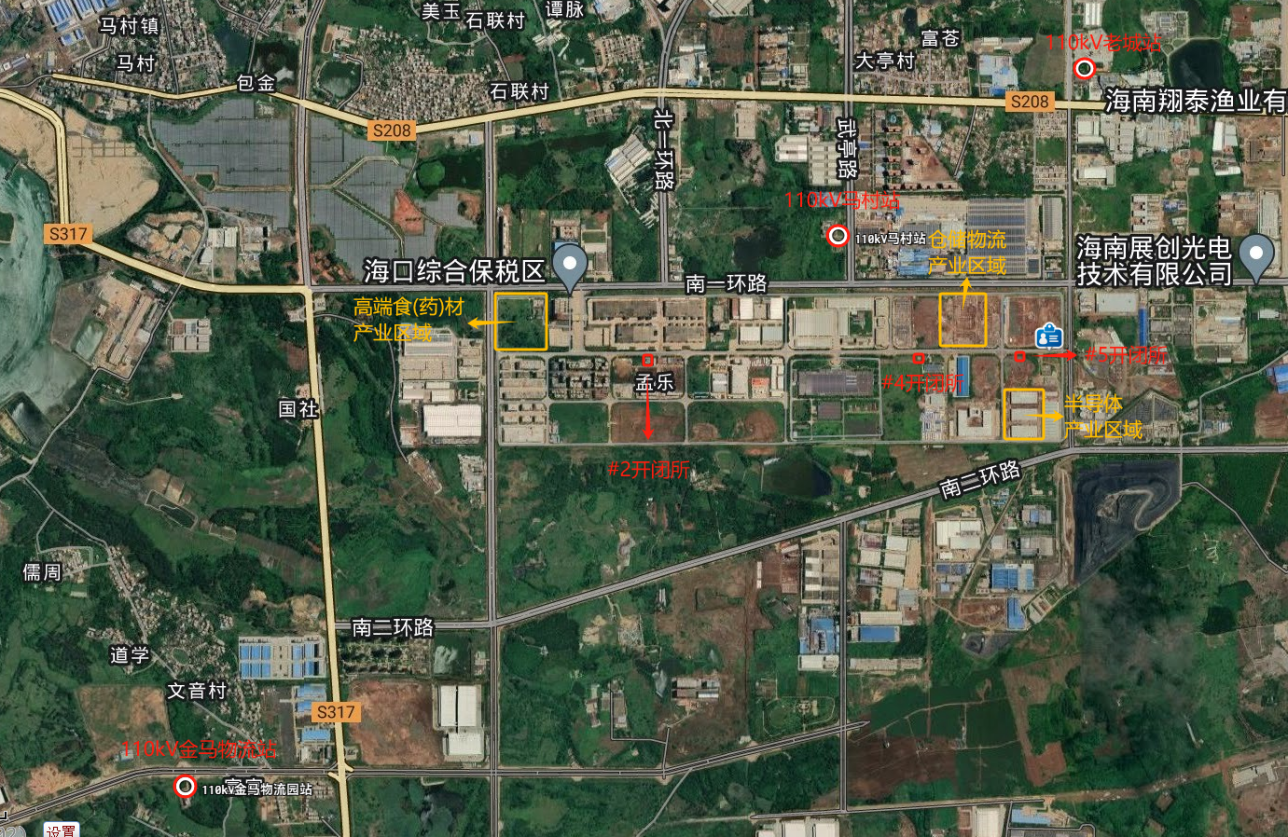 美玉
石联村
谭脉
马村镇
富苍
110kV老城站
马村
大亭村
包金
石联村
S208
海南翔泰渔业有
S208
北一环路
武亭路
110kV马村站
S317
110kV马村站
仓储物流
产业区域
海南展创光电
技术有限公司
海口综合保税区
南一环路
高端食(药)材
产业区域
#5开闭所
孟乐
#4开闭所
国社
半导体
产业区域
#2开闭所
南二环路
儒周
南二环路
道学
文音村
S317
110kV金马物流站
110kV金马物流园站
设置